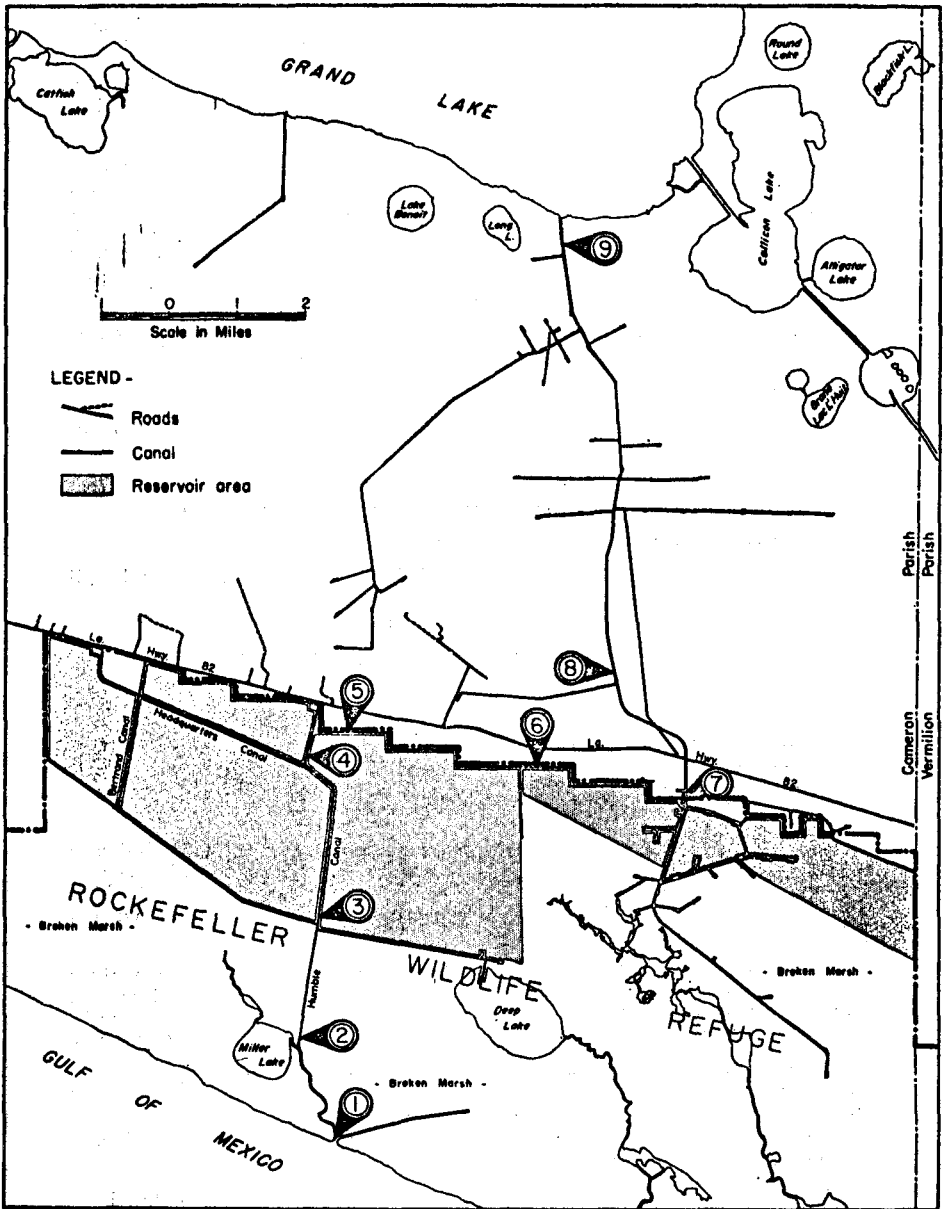 GRAND
LAKE
Catfish
Lake
Round
Lake
Blackfish L.
Lake
Benoit
Long
L.
9
Collicon Lake
Alligator
Lake
0 1 2
Scale in Miles
LEGEND -
Roads
Canal
Reservoir area
Cameron Parish
Vermilion Parish
8
La. Hwy. 82
5
6
La. Hwy. 82
7
Bertrand Canal
Headquarters Canal
4
Humble Canal
3
ROCKEFELLER
WILDLIFE
REFUGE
- Broken Marsh -
- Broken Marsh -
Deep
Lake
2
Miller
Lake
- Broken Marsh -
1
GULF
OF
MEXICO